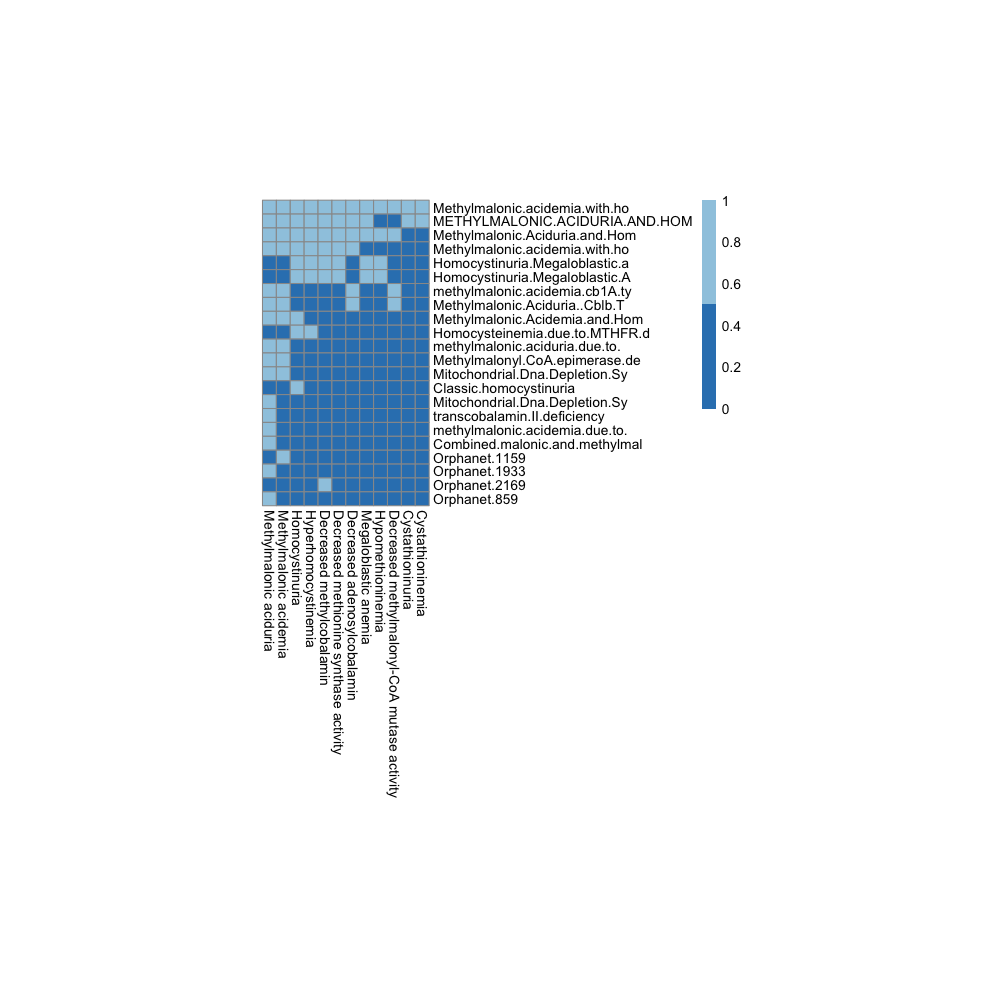 Methylmalonic.acidemia.with.ho
METHYLMALONIC.ACIDURIA.AND.HOM
Methylmalonic.Aciduria.and.Hom
Methylmalonic.acidemia.with.ho
Homocystinuria.Megaloblastic.a
Homocystinuria.Megaloblastic.A
methylmalonic.acidemia.cb1A.ty
Methylmalonic.Aciduria..Cblb.T
Methylmalonic.Acidemia.and.Hom
Homocysteinemia.due.to.MTHFR.d
methylmalonic.aciduria.due.to.
Methylmalonyl.CoA.epimerase.de
Mitochondrial.Dna.Depletion.Sy
Classic.homocystinuria
Mitochondrial.Dna.Depletion.Sy
transcobalamin.II.deficiency
methylmalonic.acidemia.due.to.
Combined.malonic.and.methylmal
Orphanet.1159
Orphanet.1933
Orphanet.2169
Orphanet.859
1
0.8
0.6
0.4
0.2
0
Methylmalonic aciduria
Methylmalonic acidemia
Homocystinuria
Hyperhomocystinemia
Decreased methylcobalamin
Decreased methionine synthase activity
Decreased adenosylcobalamin
Megaloblastic anemia
Hypomethioninemia
Decreased methylmalonyl-CoA mutase activity
Cystathioninuria
Cystathioninemia